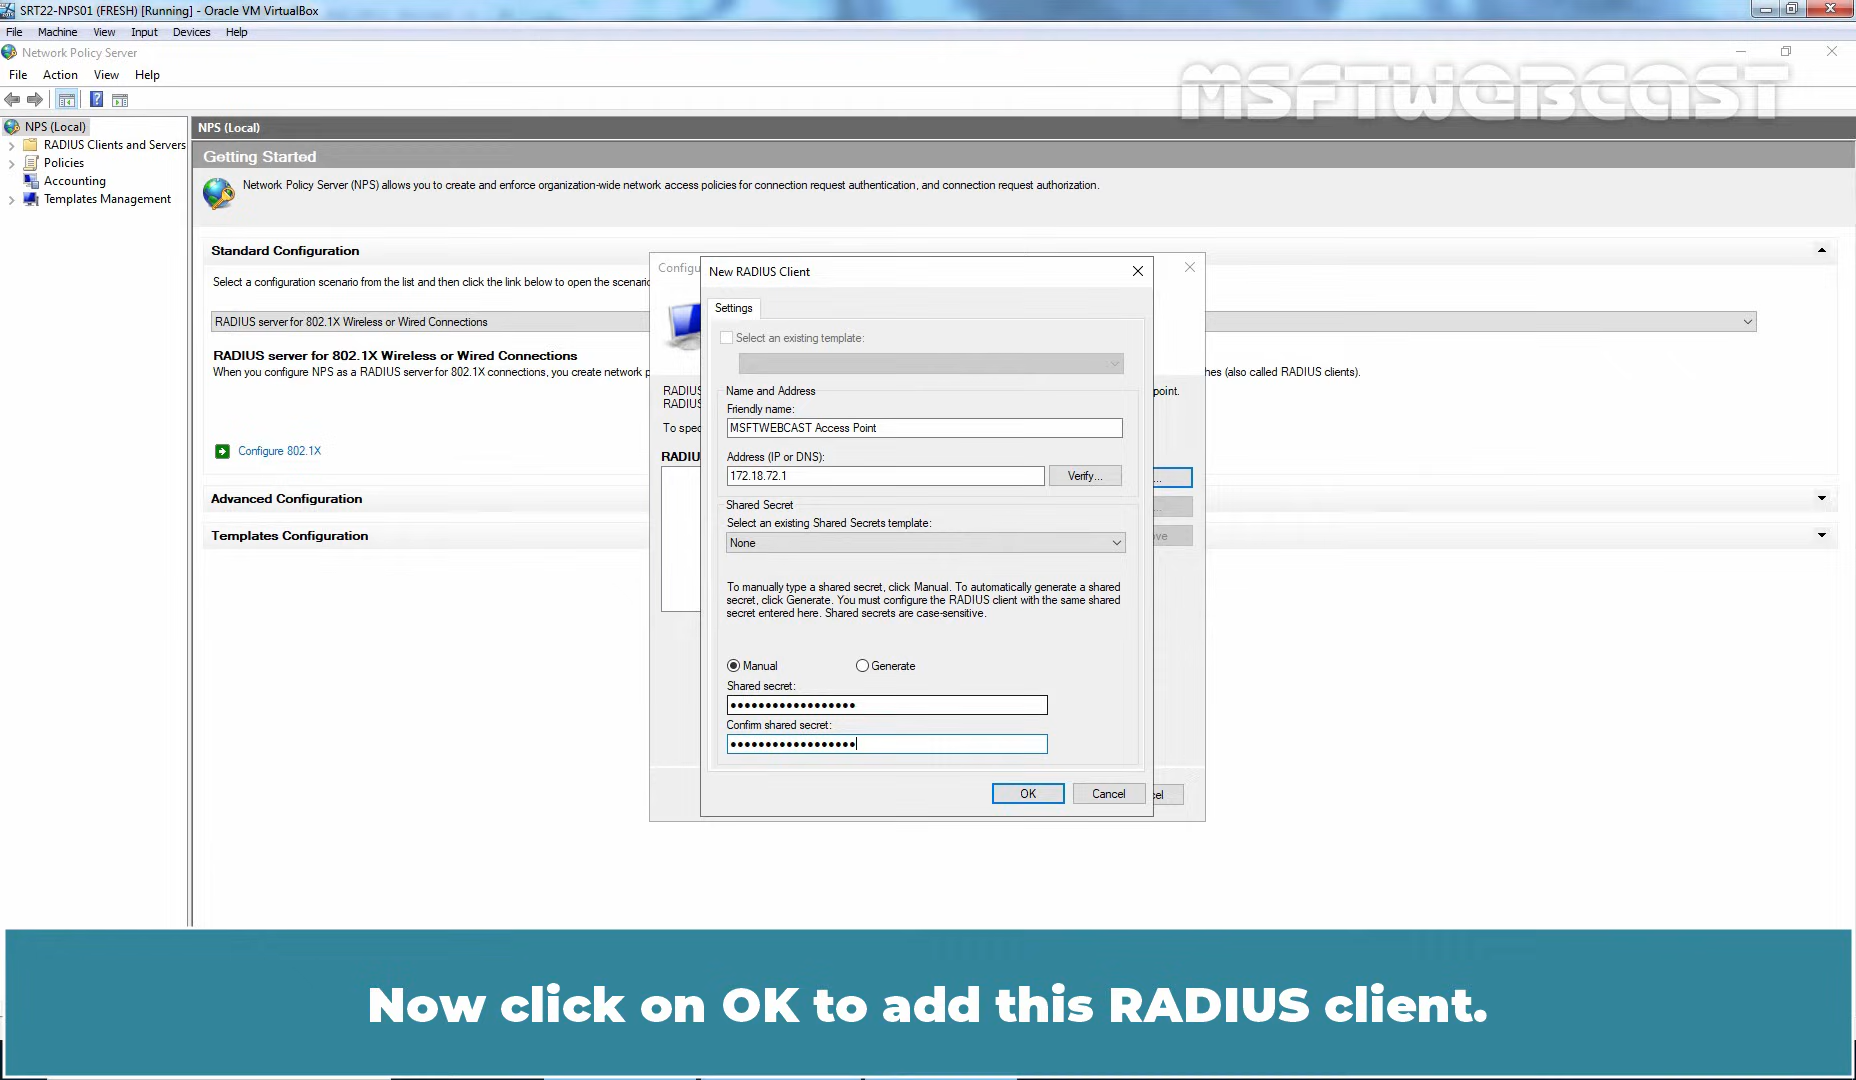 SRT22-NPS01 (FRESH) [Running] - Oracle VM VirtualBox
File Machine View Input Devices Help
Network Policy Server
File Action View Help
MSFTWEBCAST
NPS (Local)
RADIUS Clients and Servers
Policies
Accounting
Templates Management
NPS (Local)
Getting Started
Network Policy Server (NPS) allows you to create and enforce organization-wide network access policies for connection request authentication, and connection request authorization.
Standard Configuration
Select a configuration scenario from the list and then click the link below to open the scenario
RADIUS server for 802.1X Wireless or Wired Connections
RADIUS server for 802.1X Wireless or Wired Connections
When you configure NPS as a RADIUS server for 802.1X connections, you create network p
hes (also called RADIUS clients).
Configure 802.1X
Advanced Configuration
Templates Configuration
Configu
RADIUS
point.
RADIUS
To spec
RADIU
...
...
ove
cel
New RADIUS Client
Settings
Select an existing template:
Name and Address
Friendly name:
MSFTWEBCAST Access Point
Address (IP or DNS):
172.18.72.1
Verify...
Shared Secret
Select an existing Shared Secrets template:
None
To manually type a shared secret, click Manual. To automatically generate a shared
secret, click Generate. You must configure the RADIUS client with the same shared
secret entered here. Shared secrets are case-sensitive.
Manual Generate
Shared secret:
••••••••••••••••••
Confirm shared secret:
••••••••••••••••••
OK Cancel
Now click on OK to add this RADIUS client.